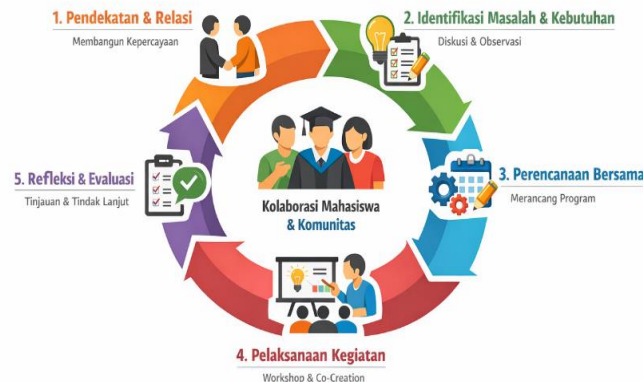 1. Pendekatan & Relasi
Membangun Kepercayaan
2. Identifikasi Masalah & Kebutuhan
Diskusi & Observasi
3. Perencanaan Bersama
Merancang Program
4. Pelaksanaan Kegiatan
Workshop & Co-Creation
5. Refleksi & Evaluasi
Tinjauan & Tindak Lanjut
Kolaborasi Mahasiswa
& Komunitas